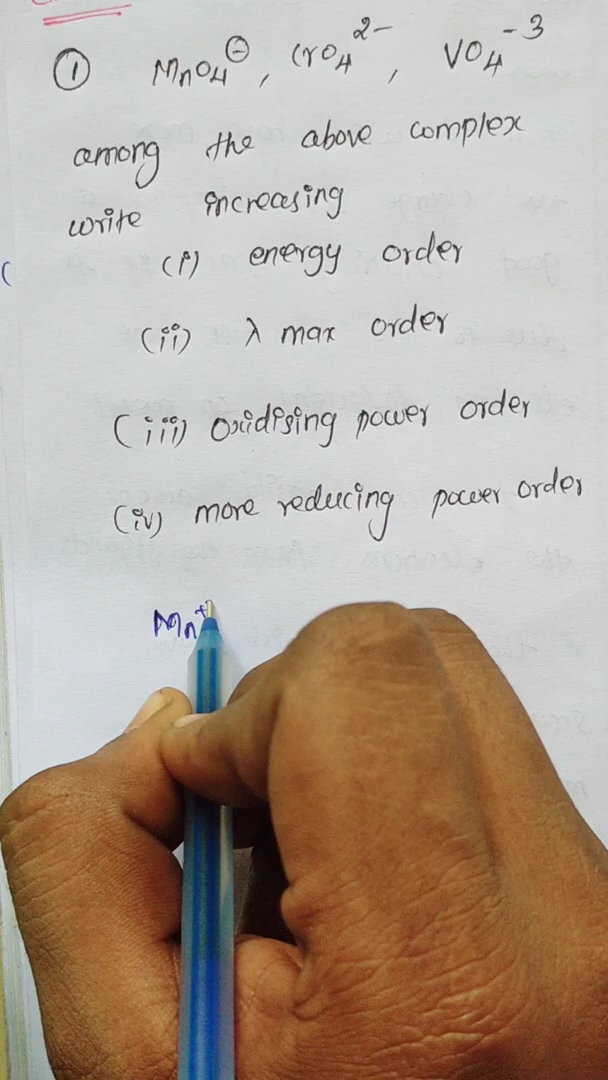 ① MnO4⊖, CrO4 2-, VO4 -3
among the above complex
write increasing
(i) energy order
(ii) λ max order
(iii) oxidising power order
(iv) more reducing power order
Mn+